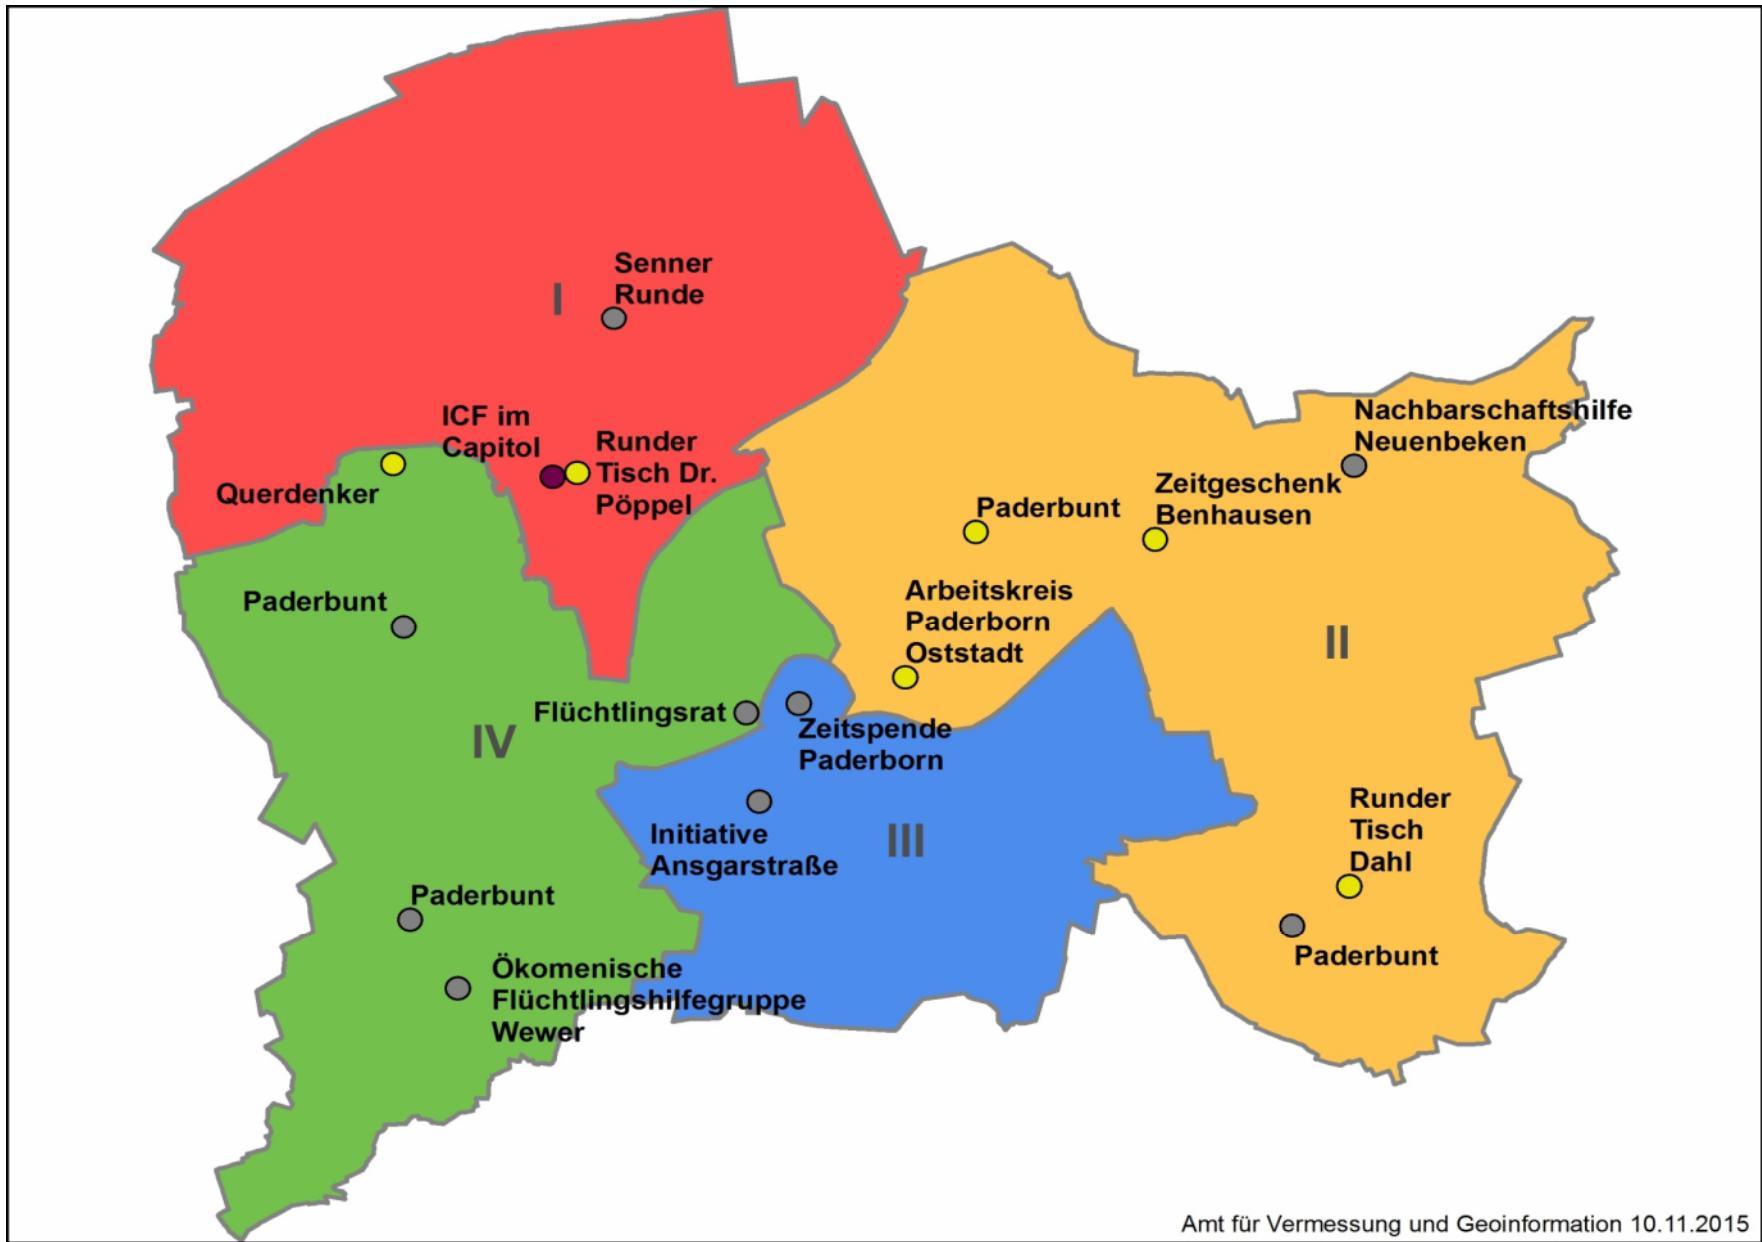 Senner
Runde
I
ICF im
Capitol
Runder
Tisch Dr.
Pöppel
Querdenker
Nachbarschaftshilfe
Neuenbeken
Zeitgeschenk
Benhausen
Paderbunt
Arbeitskreis
Paderborn
Oststadt
II
Paderbunt
Flüchtlingsrat
IV
Zeitspende
Paderborn
Initiative
Ansgarstraße
III
Runder
Tisch
Dahl
Paderbunt
Paderbunt
Ökomenische
Flüchtlingshilfegruppe
Wewer
Amt für Vermessung und Geoinformation 10.11.2015